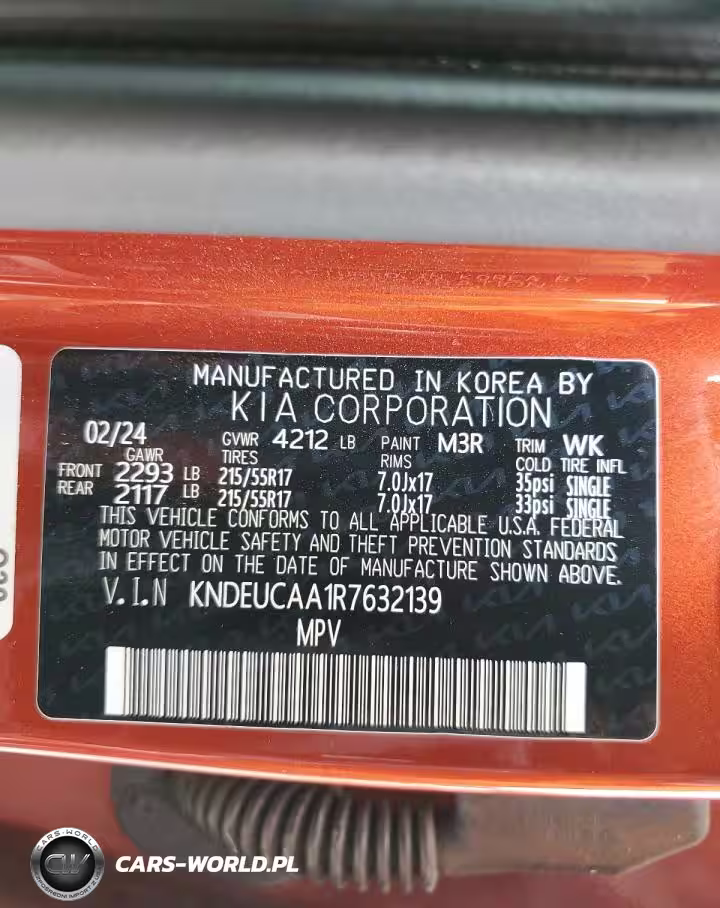 MANUFACTURED IN KOREA BY
KIA CORPORATION
02/24 GVWR 4212 LB PAINT M3R TRIM WK
GAWR TIRES RIMS COLD TIRE INFL
FRONT 2293 LB 215/55R17 7.0Jx17 35psi SINGLE
REAR 2117 LB 215/55R17 7.0Jx17 33psi SINGLE
THIS VEHICLE CONFORMS TO ALL APPLICABLE U.S.A. FEDERAL
MOTOR VEHICLE SAFETY AND THEFT PREVENTION STANDARDS
IN EFFECT ON THE DATE OF MANUFACTURE SHOWN ABOVE.
V.I.N KNDEUCAA1R7632139
MPV
CARS-WORLD
CW
CARS-WORLD.PL